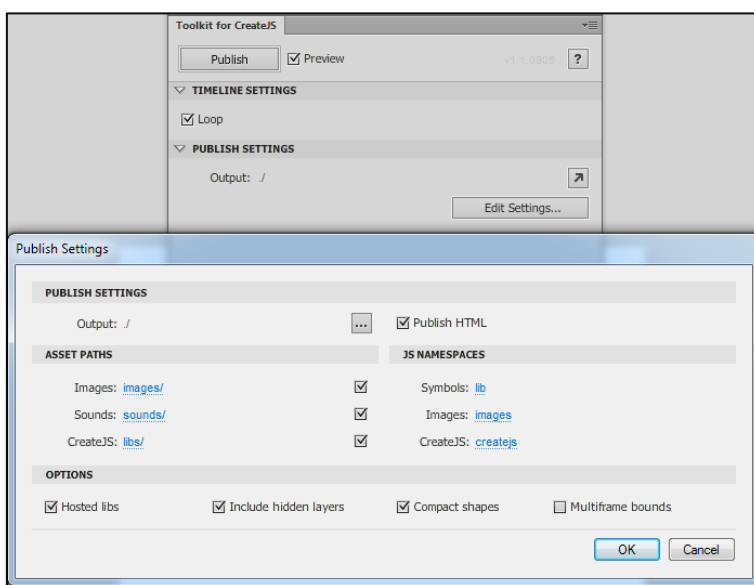 Toolkit for CreateJS
Publish Preview v1.1.0906 ?
TIMELINE SETTINGS
Loop
PUBLISH SETTINGS
Output: ./
Edit Settings...
Publish Settings
PUBLISH SETTINGS
Output: ./ ... Publish HTML
ASSET PATHS JS NAMESPACES
Images: images/ Symbols: lib
Sounds: sounds/ Images: images
CreateJS: libs/ CreateJS: createjs
OPTIONS
Hosted libs Include hidden layers Compact shapes Multiframe bounds
OK Cancel